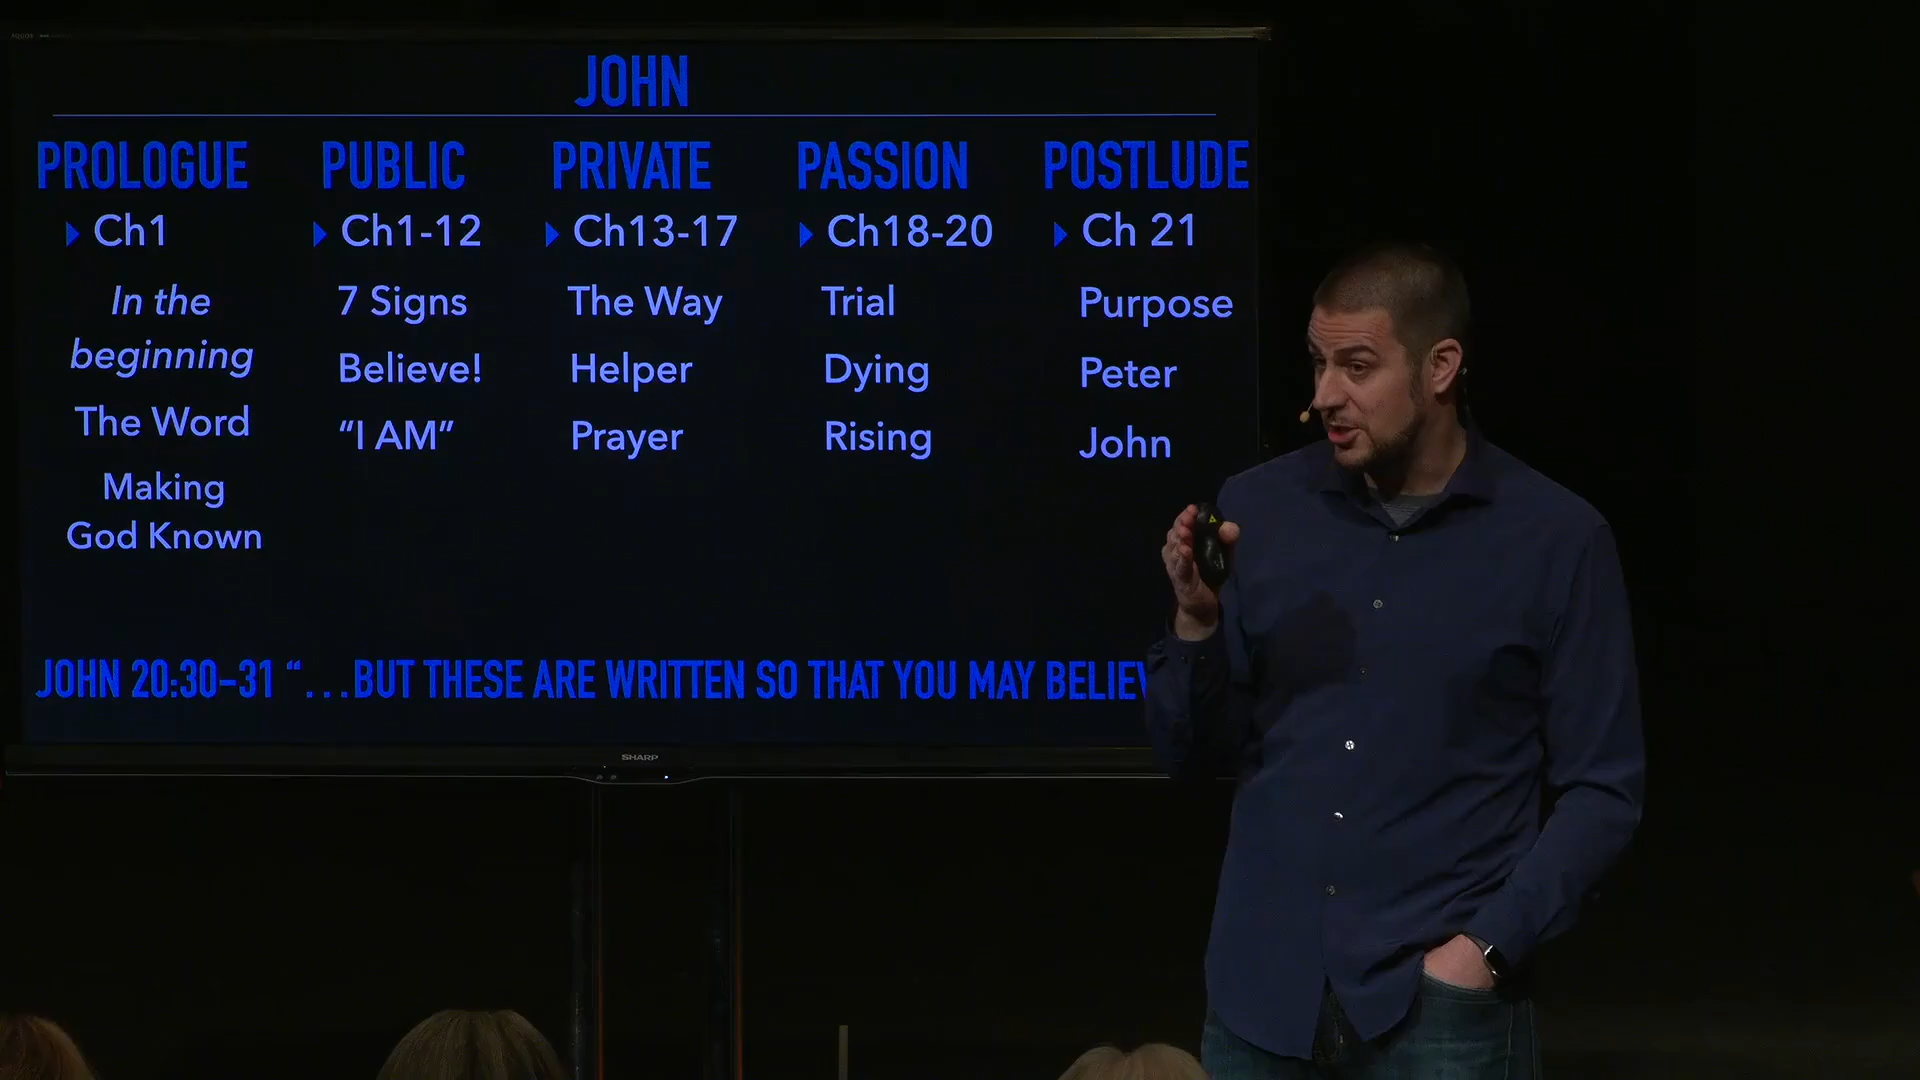 JOHN
PROLOGUE
Ch1
In the
beginning
The Word
Making
God Known
PUBLIC
Ch1-12
7 Signs
Believe!
“I AM”
PRIVATE
Ch13-17
The Way
Helper
Prayer
PASSION
Ch18-20
Trial
Dying
Rising
POSTLUDE
Ch 21
Purpose
Peter
John
JOHN 20:30-31 “...BUT THESE ARE WRITTEN SO THAT YOU MAY
SHARP